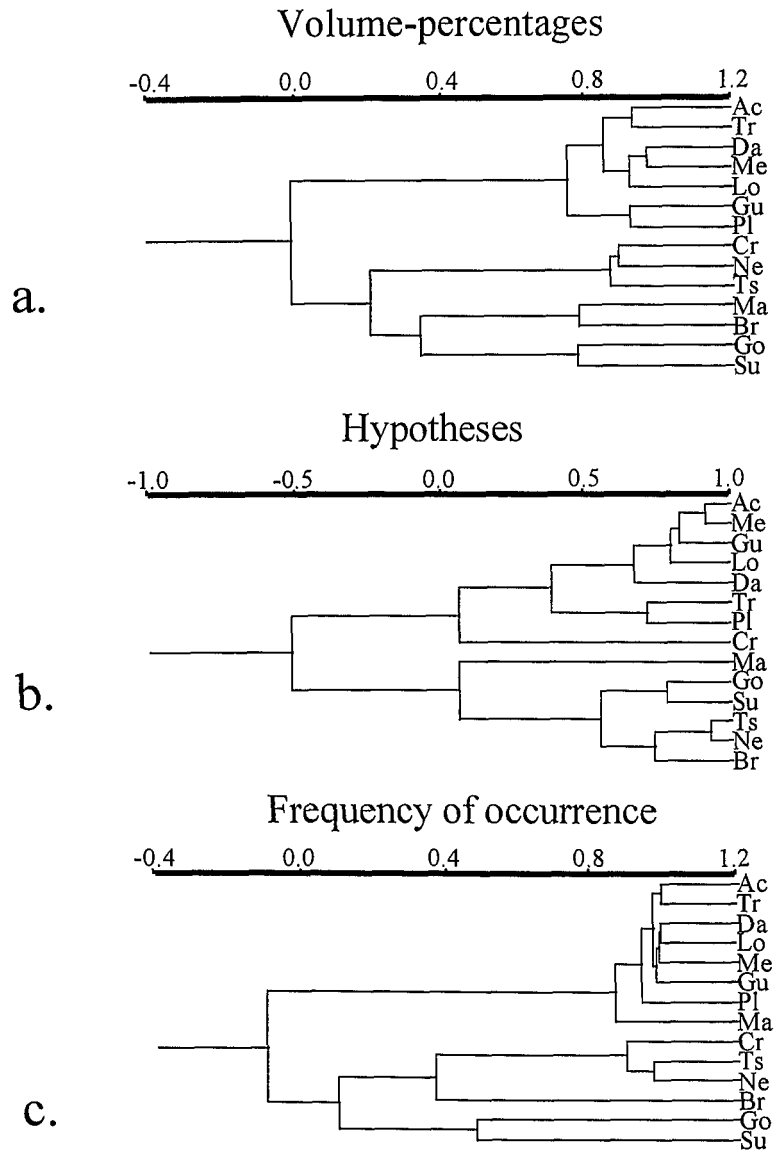 Volume-percentages
-0.4 0.0 0.4 0.8 1.2
Ac
Tr
Da
Me
Lo
Gu
Pl
Cr
Ne
Ts
Ma
Br
Go
Su
a.
Hypotheses
-1.0 -0.5 0.0 0.5 1.0
Ac
Me
Gu
Lo
Da
Tr
Pl
Cr
Ma
Go
Su
Ts
Ne
Br
b.
Frequency of occurrence
-0.4 0.0 0.4 0.8 1.2
Ac
Tr
Da
Lo
Me
Gu
Pl
Ma
Cr
Ts
Ne
Br
Go
Su
c.